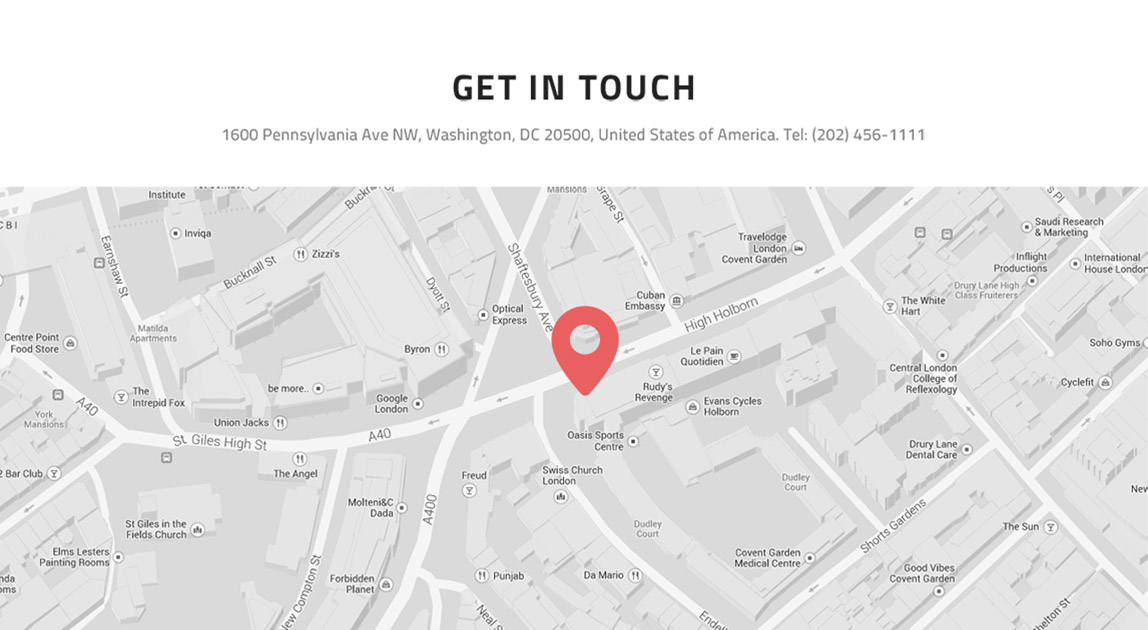 GET IN TOUCH
1600 Pennsylvania Ave NW, Washington, DC 20500, United States of America. Tel: (202) 456-1111
Institute
Mansions
Grape St
Saudi Research
& Marketing
CBI
Inviqa
Earnshaw St
Bucknall St
Zizzi's
Shaftesbury Ave
Travelodge
London
Covent Garden
Inflight
Productions
International
House London
Dyott St
Drury Lane High
Class Fruiterers
Cuban
Embassy
High Holborn
The White
Hart
Optical
Express
Matilda
Apartments
Centre Point
Food Store
Byron
Le Pain
Quotidien
Soho Gyms
Central London
College of
Reflexology
be more..
The
Intrepid Fox
Rudy's
Revenge
Cyclefit
A40
Google
London
Evans Cycles
Holborn
York
Mansions
Union Jacks
St Giles High St
A40
Oasis Sports
Centre
Drury Lane
Dental Care
2 Bar Club
The Angel
Freud
Swiss Church
London
Dudley
Court
Molteni&C
Dada
A400
St Giles in the
Fields Church
Dudley
Court
Shorts Gardens
The Sun
Elms Lesters
Painting Rooms
Covent Garden
Medical Centre
Forbidden
Planet
Punjab
Da Mario
Good Vibes
Covent Garden
New Compton St
Neal S
Endell